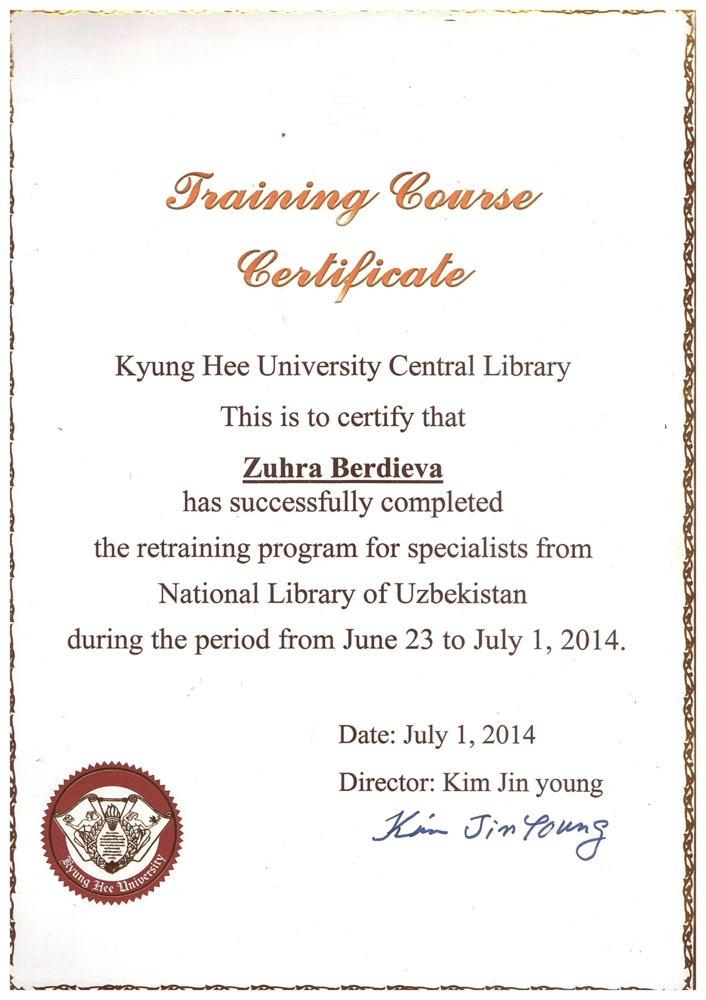 Training Course
Certificate
Kyung Hee University Central Library
This is to certify that
Zuhra Berdieva
has successfully completed
the retraining program for specialists from
National Library of Uzbekistan
during the period from June 23 to July 1, 2014.
Date: July 1, 2014
Director: Kim Jin young
Kim Jin Young
Kyung Hee University